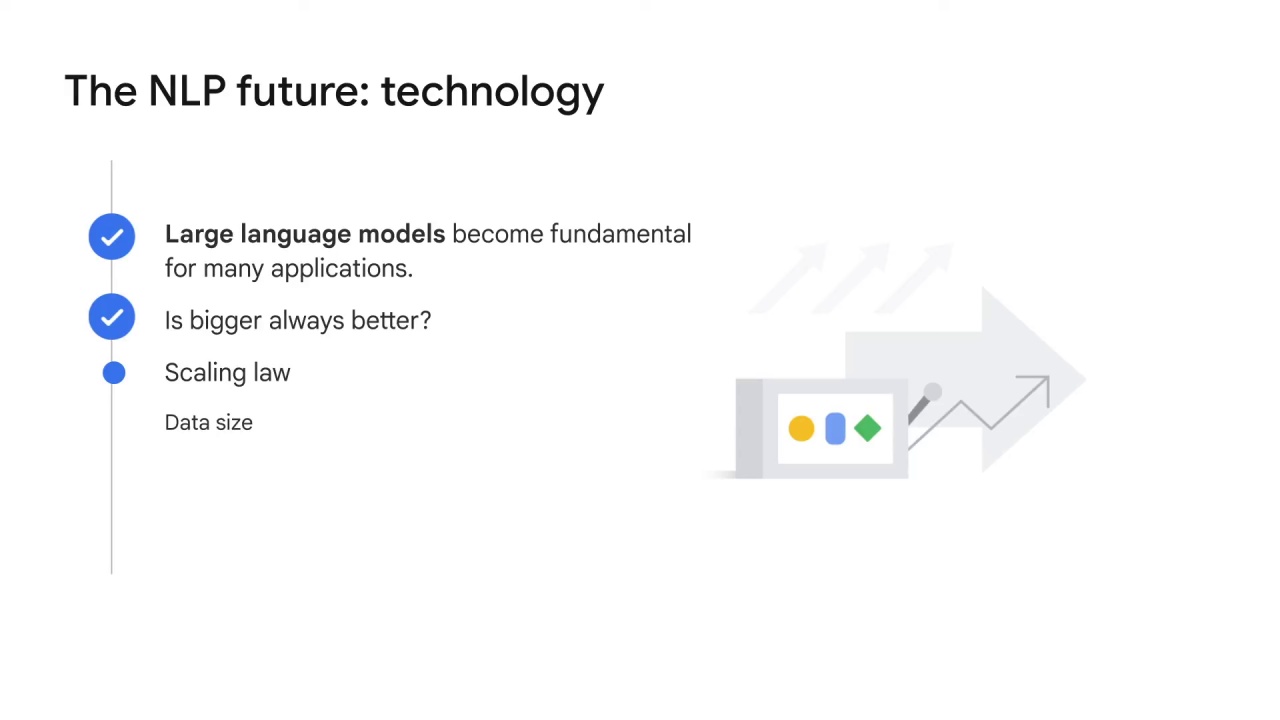 The NLP future: technology
Large language models become fundamental
for many applications.
Is bigger always better?
Scaling law
Data size